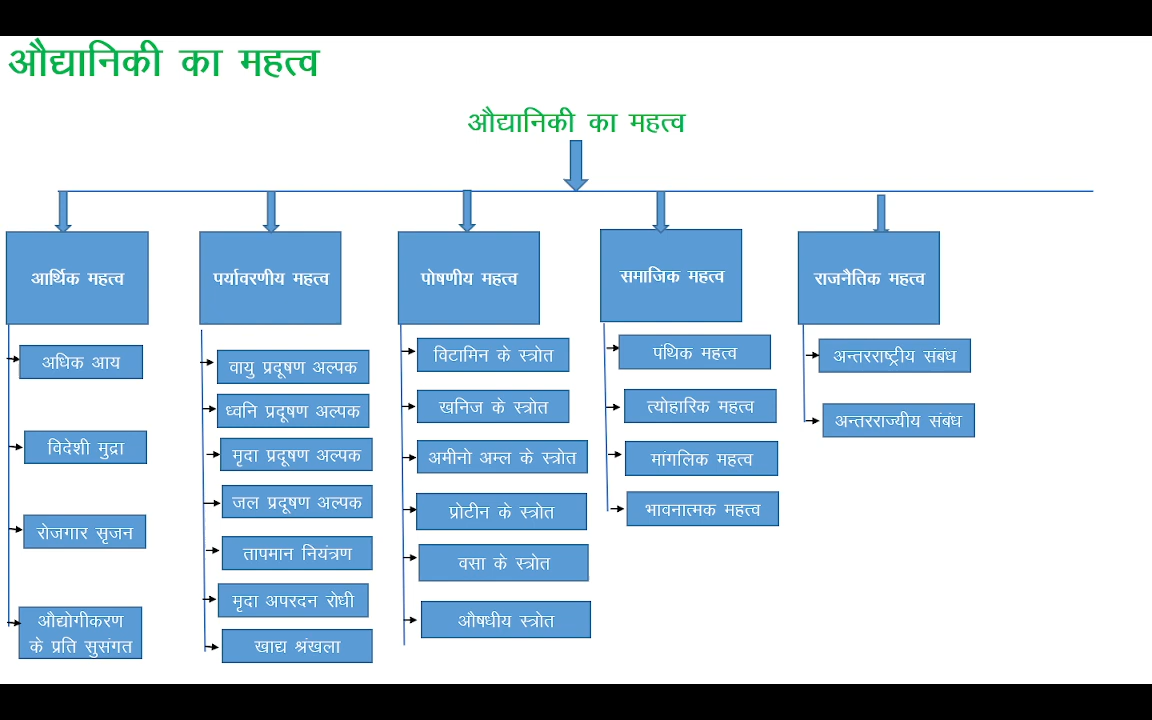 औद्यानिकी का महत्व
औद्यानिकी का महत्व
आर्थिक महत्व
अधिक आय
विदेशी मुद्रा
रोजगार सृजन
औद्योगीकरण
के प्रति सुसंगत
पर्यावरणीय महत्व
वायु प्रदूषण अल्पक
ध्वनि प्रदूषण अल्पक
मृदा प्रदूषण अल्पक
जल प्रदूषण अल्पक
तापमान नियंत्रण
मृदा अपरदन रोधी
खाद्य श्रंखला
पोषणीय महत्व
विटामिन के स्त्रोत
खनिज के स्त्रोत
अमीनो अम्ल के स्त्रोत
प्रोटीन के स्त्रोत
वसा के स्त्रोत
औषधीय स्त्रोत
समाजिक महत्व
पंथिक महत्व
त्योहारिक महत्व
मांगलिक महत्व
भावनात्मक महत्व
राजनैतिक महत्व
अन्तरराष्ट्रीय संबंध
अन्तरराज्यीय संबंध